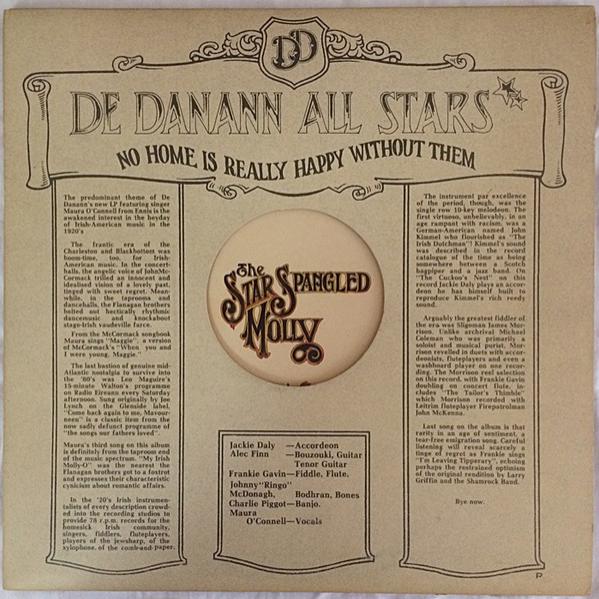 DD
DE DANANN ALL STARS
NO HOME IS REALLY HAPPY WITHOUT THEM
The predominant theme of De
Danann's new LP featuring singer
Maura O'Connell from Ennis is the
awakened interest in the heyday
of Irish-American music in the
1920's
The frantic era of the
Charleston and Blackbottom was
boom-time, too, for Irish-
American music. In the concert-
halls, the angelic voice of JohnMc-
Cormack trilled an innocent and
idealised vision of a lovely past,
tinged with sweet regret. Mean-
while, in the taprooms and
dancehalls, the Flanagan brothers
belted out hectically rhythmic
dancemusic and knockabout
stage-Irish vaudeville farce.
From the McCormack songbook
Maura sings "Maggie", a version
of McCormack's "When you and
I were young, Maggie."
The last bastion of genuine mid-
Atlantic nostalgia to survive into
the '60's was Leo Maguire's
15-minute Walton's programme
on Radio Eireann every Saturday
afternoon. Sung originally by Joe
Lynch on the Glenside label,
"Come back again to me, Mavour-
neen" is a classic item from the
now sadly defunct programme of
"the songs our fathers loved".
Maura's third song on this album
is definitely from the taproom end
of the music spectrum. "My Irish
Molly-O" was the nearest the
Flanagan brothers got to a foxtrot
and expresses their characteristic
cynicism about romantic affairs.
In the '20's Irish instrumen-
talists of every description crowd-
ed into the recording studios to
provide 78 r.p.m. records for the
homesick Irish community,
singers, fiddlers, fluteplayers,
players of the jewsharp, of the
xylophone, of the comb-and-paper.
The
STAR SPANGLED
MOLLY
Jackie Daly —Accordeon
Alec Finn —Bouzouki, Guitar
Tenor Guitar
Frankie Gavin—Fiddle, Flute.
Johnny"Ringo"
McDonagh, Bodhran, Bones
Charlie Piggot—Banjo.
Maura
O'Connell—Vocals
The instrument par excellence
of the period, though, was the
single row 10-key melodeon. The
first virtuoso, unbelievably, in an
age rampant with racism, was a
German-American named John
Kimmel who flourished as "The
Irish Dutchman"! Kimmel's sound
was described in the record
catalogue of the time as being
somewhere between a Scotch
bagpiper and a jazz band. On
"The Cuckoo's Nest" on this
record Jackie Daly plays an accor-
deon he has himself built to
reproduce Kimmel's rich reedy
sound.
Arguably the greatest fiddler of
the era was Sligoman James Mor-
rison. Unlike archrival Michael
Coleman who was primarily a
soloist and musical purist, Mor-
rison revelled in duets with accor-
deonists, fluteplayers and even a
washboard player on one recor-
ding. The Morrison reel selection
on this record, with Frankie Gavin
doubling on concert flute, in-
cludes "The Tailor's Thimble"
which Morrison recorded with
Leitrim fluteplayer Firepatrolman
John McKenna.
Last song on the album is that
rarity in an age of sentiment, a
tear-free emigration song. Careful
listening will reveal scarcely a
tinge of regret as Frankie sings
"I'm Leaving Tipperary", echoing
perhaps the restrained optimism
of the original rendition by Larry
Griffin and the Shamrock Band.
Bye now.
P